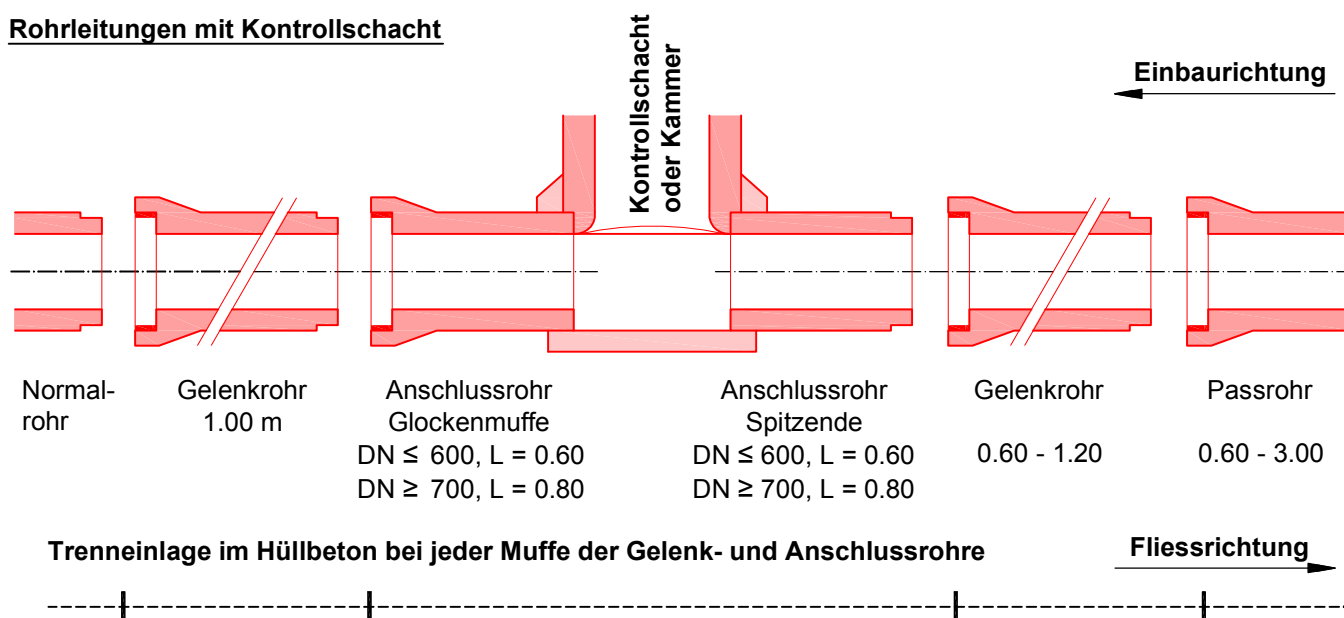 Rohrleitungen mit Kontrollschacht
Kontrollschacht
oder Kammer
Einbaurichtung
Normal-
rohr
Gelenkrohr
1.00 m
Anschlussrohr
Glockenmuffe
DN ≤ 600, L = 0.60
DN ≥ 700, L = 0.80
Anschlussrohr
Spitzende
DN ≤ 600, L = 0.60
DN ≥ 700, L = 0.80
Gelenkrohr
0.60 - 1.20
Passrohr
0.60 - 3.00
Trenneinlage im Hüllbeton bei jeder Muffe der Gelenk- und Anschlussrohre
Fliessrichtung